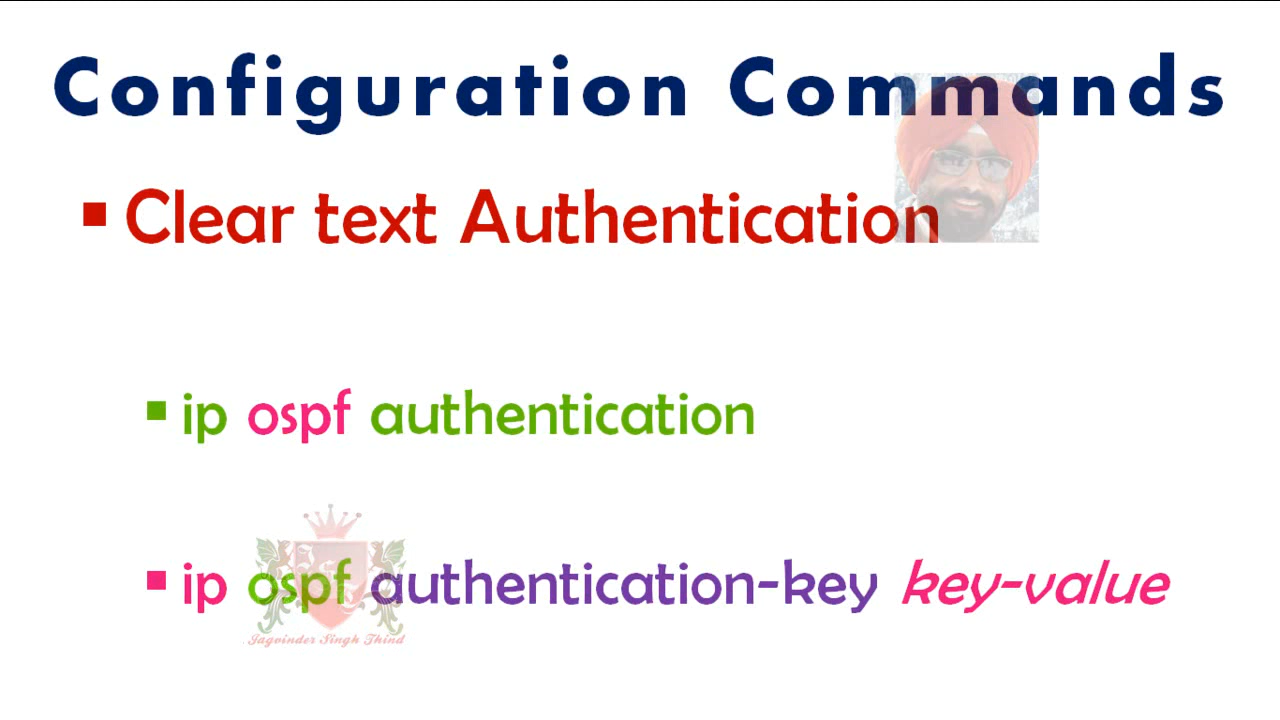 Configuration Commands
Clear text Authentication
ip ospf authentication
ip ospf authentication-key key-value
Jagvinder Singh Thind